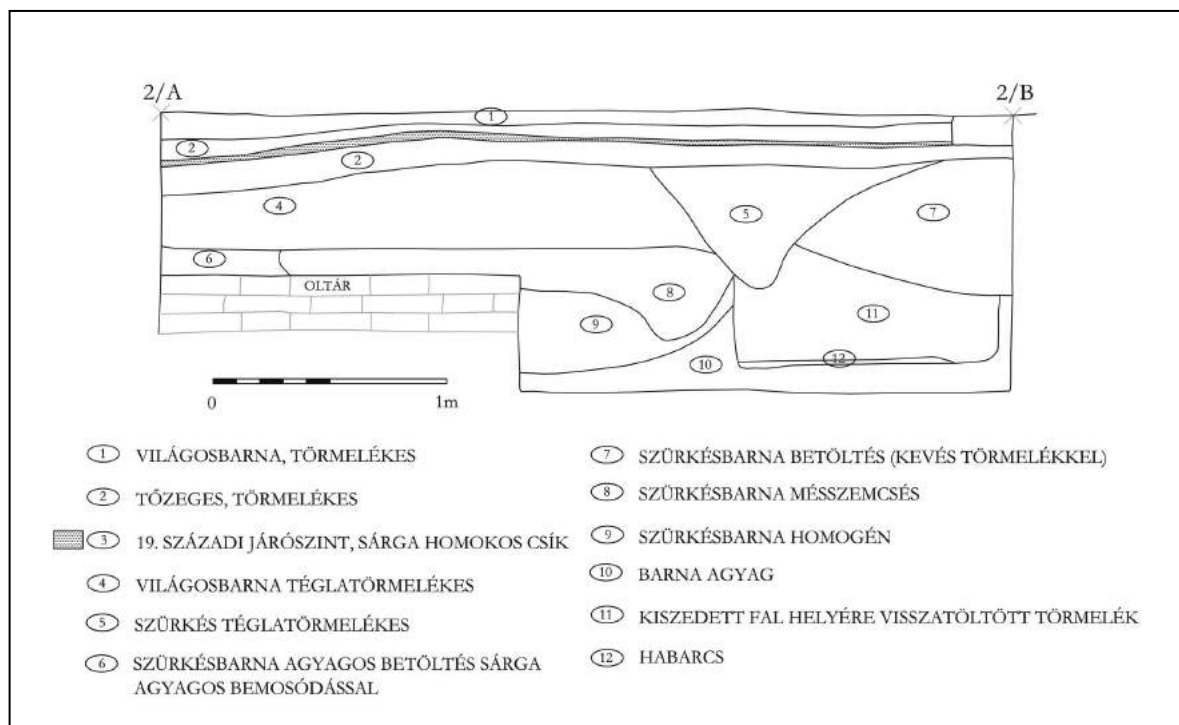 2/A 2/B
1
2
2
4
5
7
6
OLTÁR
8
9
11
10
12
0 1m
1 VILÁGOSBARNA, TÖRMELÉKES
2 TŐZEGES, TÖRMELÉKES
3 19. SZÁZADI JÁRÓSZINT, SÁRGA HOMOKOS CSÍK
4 VILÁGOSBARNA TÉGLATÖRMELÉKES
5 SZÜRKÉS TÉGLATÖRMELÉKES
6 SZÜRKÉSBARNA AGYAGOS BETÖLTÉS SÁRGA
AGYAGOS BEMOSÓDÁSSAL
7 SZÜRKÉSBARNA BETÖLTÉS (KEVÉS TÖRMELÉKKEL)
8 SZÜRKÉSBARNA MÉSSZEMCSÉS
9 SZÜRKÉSBARNA HOMOGÉN
10 BARNA AGYAG
11 KISZEDETT FAL HELYÉRE VISSZATÖLTÖTT TÖRMELÉK
12 HABARCS